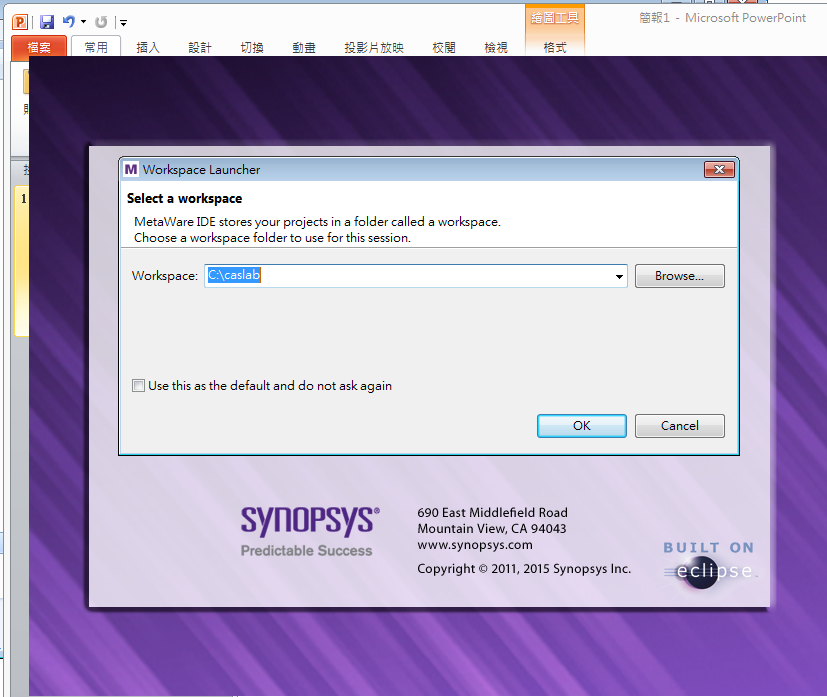 繪圖工具
簡報1 - Microsoft PowerPoint
檔案 常用 插入 設計 切換 動畫 投影片放映 校閱 檢視 格式
1
M Workspace Launcher
Select a workspace
MetaWare IDE stores your projects in a folder called a workspace.
Choose a workspace folder to use for this session.
Workspace: C:\caslab Browse...
Use this as the default and do not ask again
OK Cancel
SYNOPSYS®
Predictable Success
690 East Middlefield Road
Mountain View, CA 94043
www.synopsys.com
Copyright © 2011, 2015 Synopsys Inc.
BUILT ON
eclipse